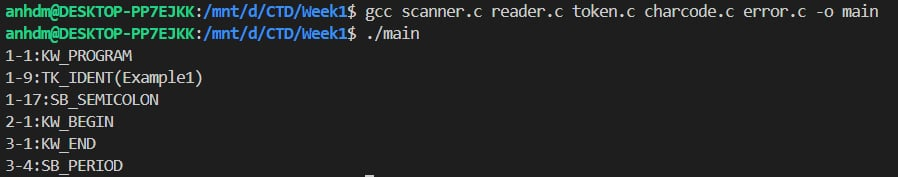 anhdm@DESKTOP-PP7EJKK:/mnt/d/CTD/Week1$ gcc scanner.c reader.c token.c charcode.c error.c -o main
anhdm@DESKTOP-PP7EJKK:/mnt/d/CTD/Week1$ ./main
1-1:KW_PROGRAM
1-9:TK_IDENT(Example1)
1-17:SB_SEMICOLON
2-1:KW_BEGIN
3-1:KW_END
3-4:SB_PERIOD